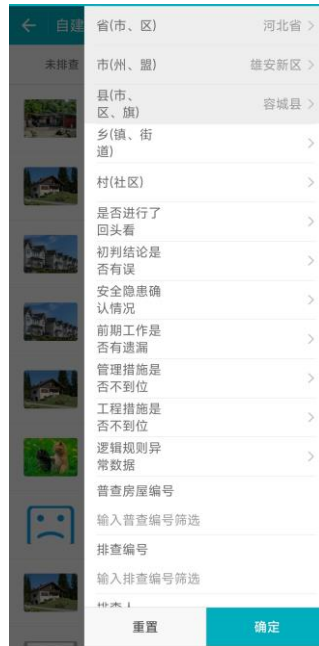 自建
未排查
省(市、区)
河北省 >
市(州、盟)
雄安新区 >
县(市、
区、旗)
容城县 >
乡(镇、街
道)
>
村(社区)
>
是否进行了
回头看
>
初判结论是
否有误
>
安全隐患确
认情况
>
前期工作是
否有遗漏
>
管理措施是
否不到位
>
工程措施是
否不到位
>
逻辑规则异
常数据
>
普查房屋编号
输入普查编号筛选
排查编号
输入排查编号筛选
排查人
重置
确定